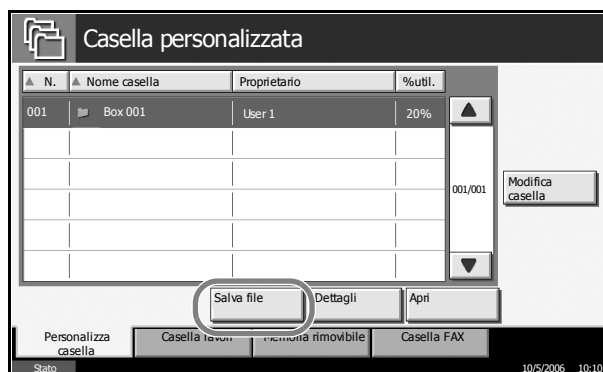 Casella personalizzata
N. Nome casella Proprietario %util.
001 Box 001 User 1 20%
001/001
Modifica
casella
Salva file Dettagli Apri
Personalizza
casella
Casella lavori Memoria rimovibile Casella FAX
Stato 10/5/2006 10:10